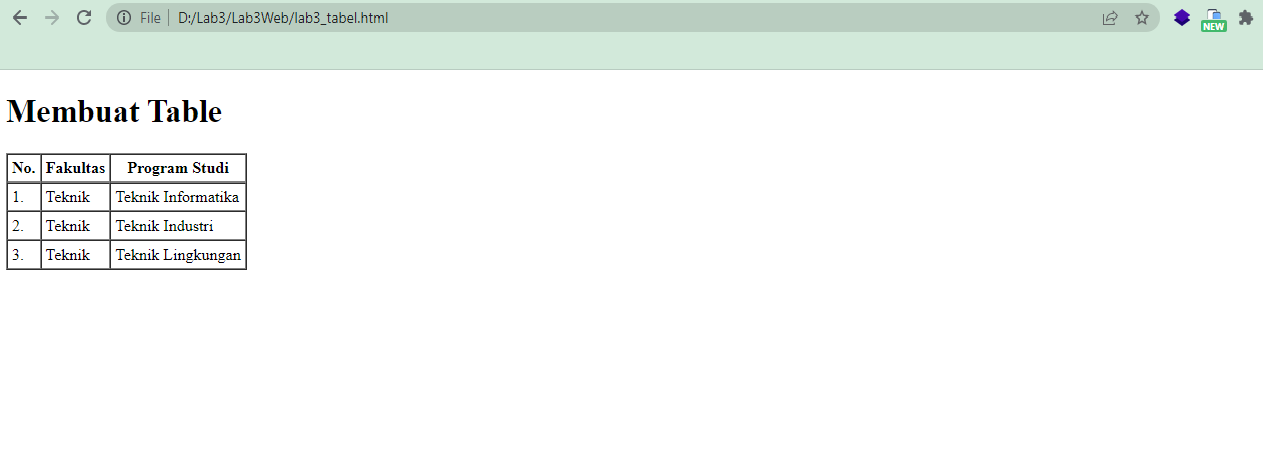 File D:/Lab3/Lab3Web/lab3_tabel.html
NEW
Membuat Table
No. Fakultas Program Studi
1. Teknik Teknik Informatika
2. Teknik Teknik Industri
3. Teknik Teknik Lingkungan